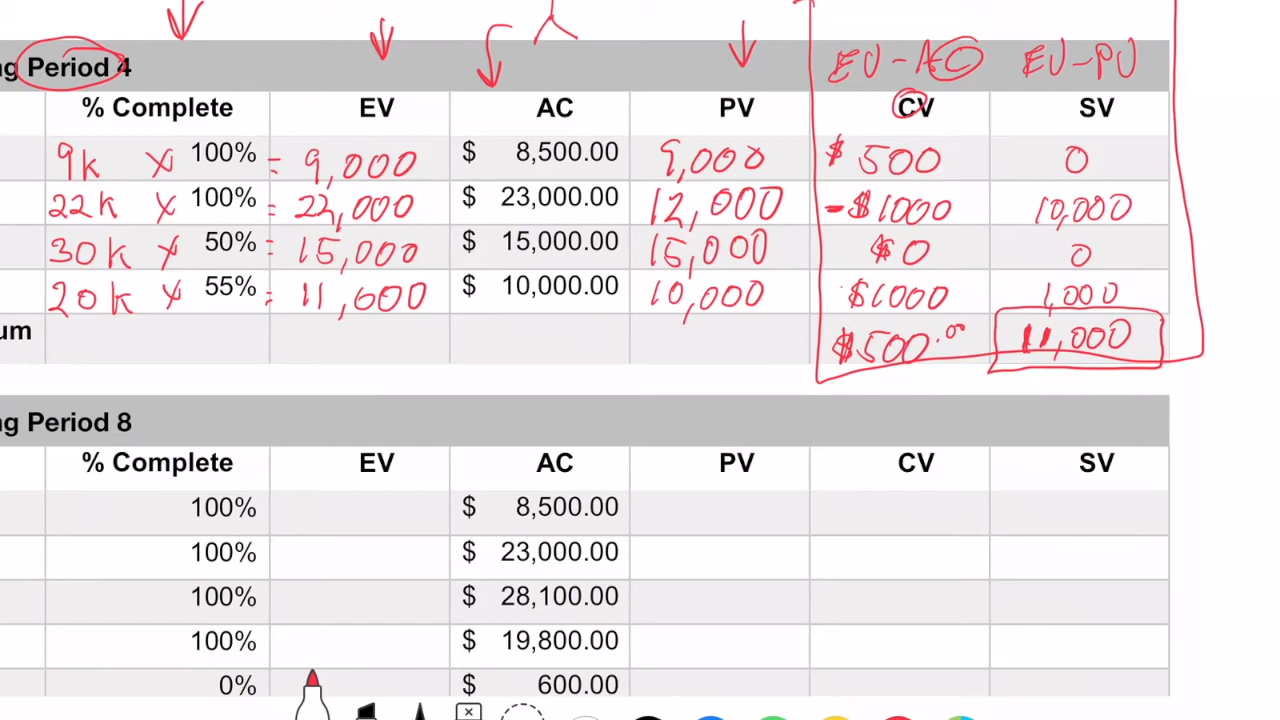 EV-AC EV-PV
ng Period 4
% Complete EV AC PV CV SV
9k x 100% = 9,000 $ 8,500.00 9,000 $ 500 0
22k x 100% = 22,000 $ 23,000.00 12,000 -$1000 10,000
30k x 50% = 15,000 $ 15,000.00 15,000 $0 0
20k x 55% = 11,000 $ 10,000.00 10,000 $1000 1,000
um $500.00 11,000
ng Period 8
% Complete EV AC PV CV SV
100% $ 8,500.00
100% $ 23,000.00
100% $ 28,100.00
100% $ 19,800.00
0% $ 600.00